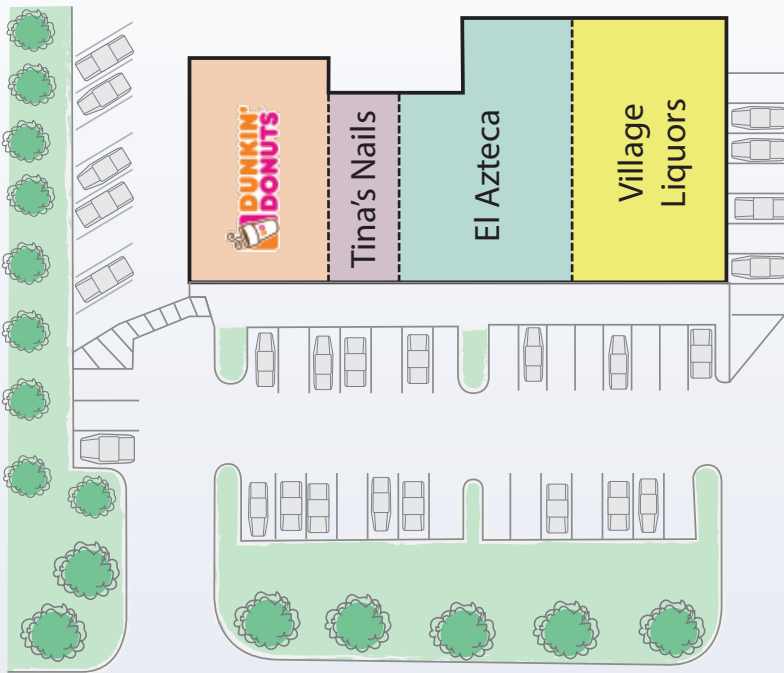 DUNKIN'
DONUTS
Tina's Nails
El Azteca
Village
Liquors